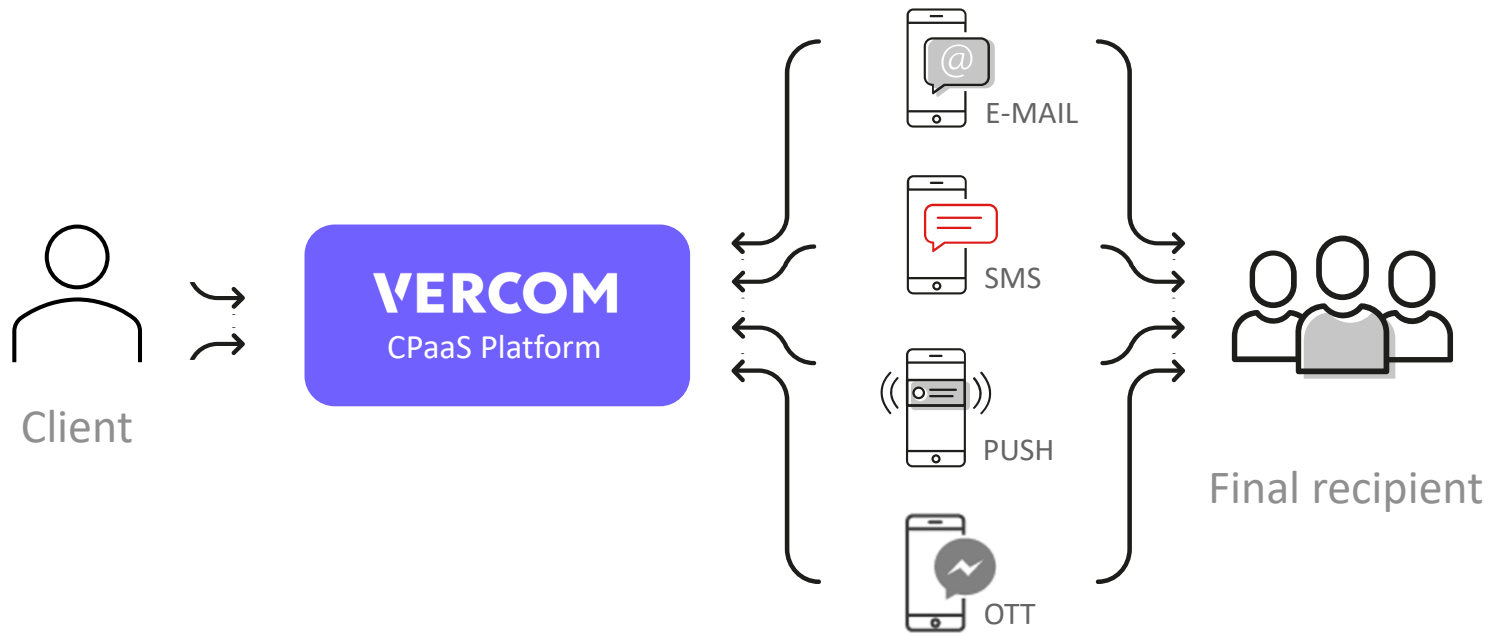 Client
VERCOM
CPaaS Platform
@
E-MAIL
SMS
PUSH
OTT
Final recipient